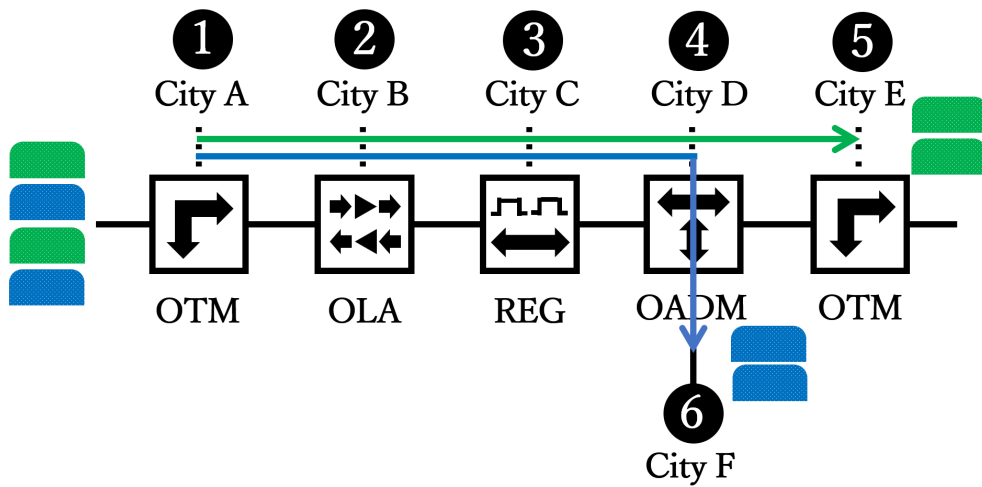 1 2 3 4 5
City A City B City C City D City E
OTM OLA REG OADM OTM
6
City F